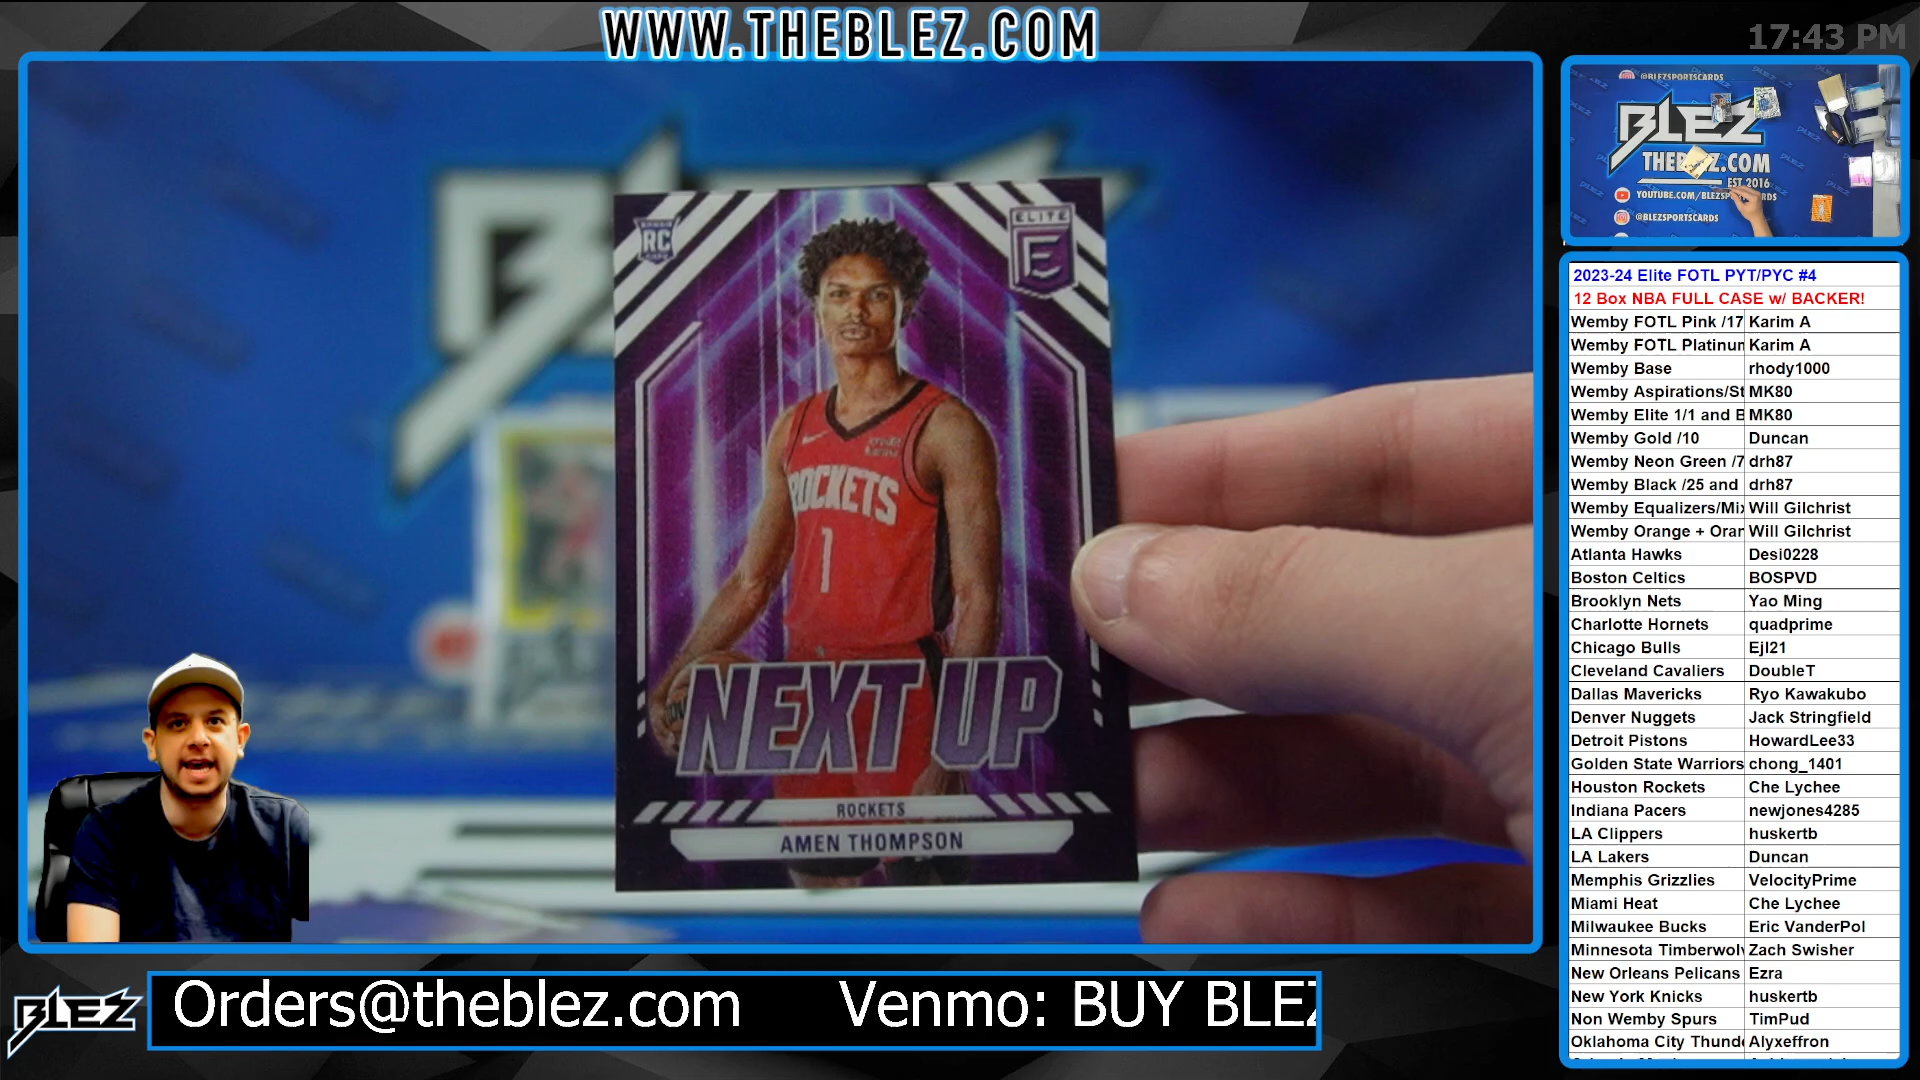 WWW.THEBLEZ.COM
17:43 PM
@BLEZSPORTSCARDS
BLEZ
THEBLEZ.COM
EST 2016
YOUTUBE.COM/BLEZSPORTSCARDS
@BLEZSPORTSCARDS
RC
ELITE
E
ROCKETS
1
NEXT UP
ROCKETS
AMEN THOMPSON
2023-24 Elite FOTL PYT/PYC #4
12 Box NBA FULL CASE w/ BACKER!
Wemby FOTL Pink /17 Karim A
Wemby FOTL Platinum Karim A
Wemby Base rhody1000
Wemby Aspirations/St MK80
Wemby Elite 1/1 and B MK80
Wemby Gold /10 Duncan
Wemby Neon Green /7 drh87
Wemby Black /25 and drh87
Wemby Equalizers/Mix Will Gilchrist
Wemby Orange + Oran Will Gilchrist
Atlanta Hawks Desi0228
Boston Celtics BOSPVD
Brooklyn Nets Yao Ming
Charlotte Hornets quadprime
Chicago Bulls Ejl21
Cleveland Cavaliers DoubleT
Dallas Mavericks Ryo Kawakubo
Denver Nuggets Jack Stringfield
Detroit Pistons HowardLee33
Golden State Warriors chong_1401
Houston Rockets Che Lychee
Indiana Pacers newjones4285
LA Clippers huskertb
LA Lakers Duncan
Memphis Grizzlies VelocityPrime
Miami Heat Che Lychee
Milwaukee Bucks Eric VanderPol
Minnesota Timberwolv Zach Swisher
New Orleans Pelicans Ezra
New York Knicks huskertb
Non Wemby Spurs TimPud
Oklahoma City Thund Alyxeffron
BLEZ
Orders@theblez.com Venmo: BUY BLEZ